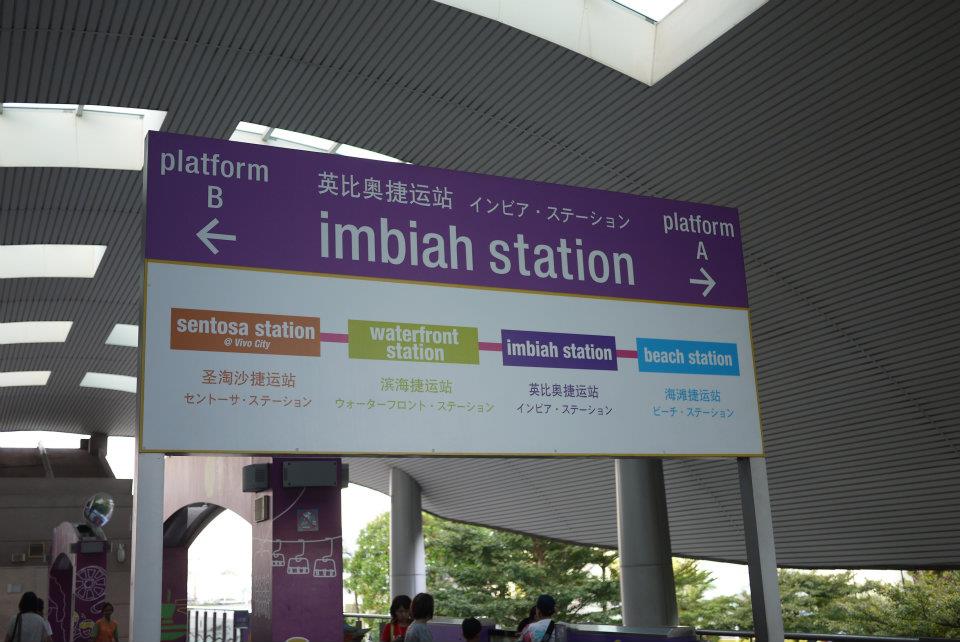 platform
B
←
英比奥捷运站 インビア・ステーション
imbiah station
platform
A
→
sentosa station
@ Vivo City
圣淘沙捷运站
セントーサ・ステーション
waterfront
station
滨海捷运站
ウォーターフロント・ステーション
imbiah station
英比奥捷运站
インビア・ステーション
beach station
海滩捷运站
ビーチ・ステーション